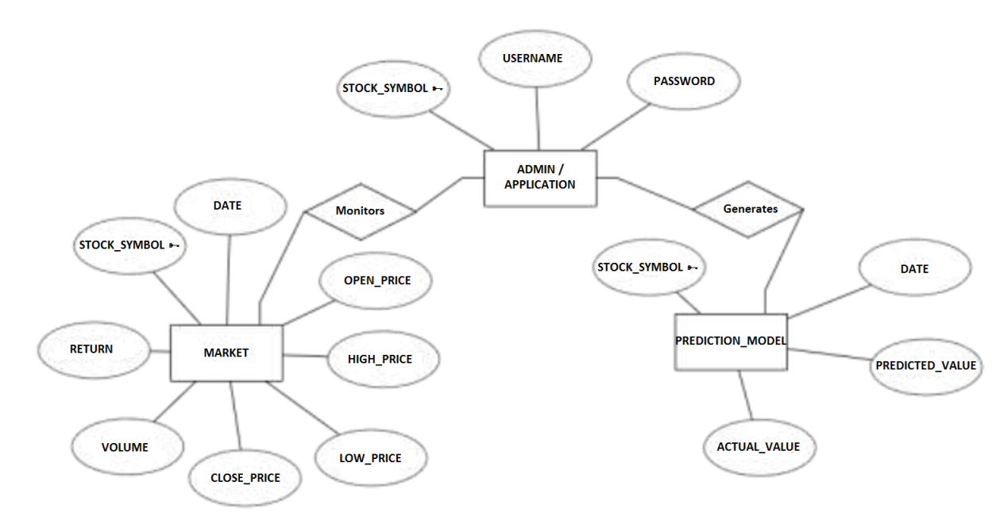 USERNAME
PASSWORD
STOCK_SYMBOL
ADMIN /
APPLICATION
DATE
Monitors
Generates
STOCK_SYMBOL
STOCK_SYMBOL
DATE
OPEN_PRICE
RETURN
MARKET
HIGH_PRICE
PREDICTION_MODEL
PREDICTED_VALUE
VOLUME
CLOSE_PRICE
LOW_PRICE
ACTUAL_VALUE